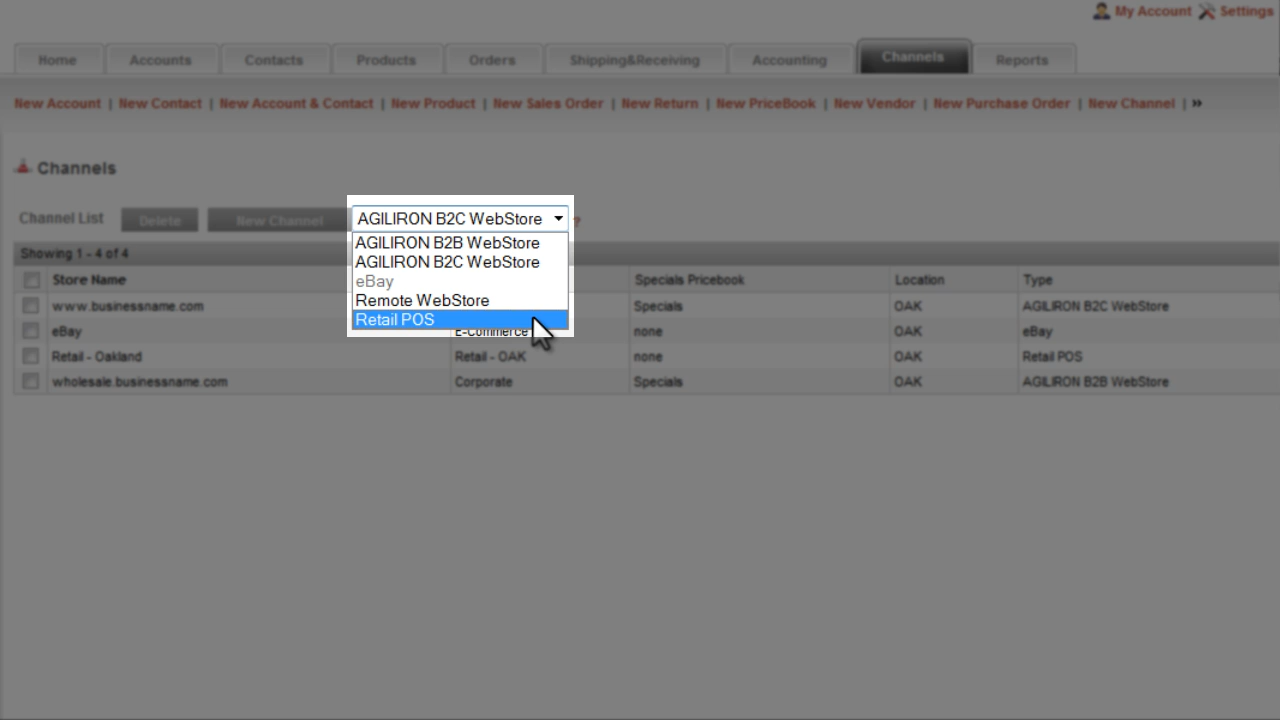 My Account Settings
Home Accounts Contacts Products Orders Shipping&Receiving Accounting Channels Reports
New Account | New Contact | New Account & Contact | New Product | New Sales Order | New Return | New PriceBook | New Vendor | New Purchase Order | New Channel | »
Channels
Channel List Delete New Channel AGILIRON B2C WebStore ?
AGILIRON B2B WebStore
AGILIRON B2C WebStore
eBay
Remote WebStore
Retail POS
Showing 1 - 4 of 4
Store Name Specials Pricebook Location Type
www.businessname.com Specials OAK AGILIRON B2C WebStore
eBay E-Commerce none OAK eBay
Retail - Oakland Retail - OAK none OAK Retail POS
wholesale.businessname.com Corporate Specials OAK AGILIRON B2B WebStore